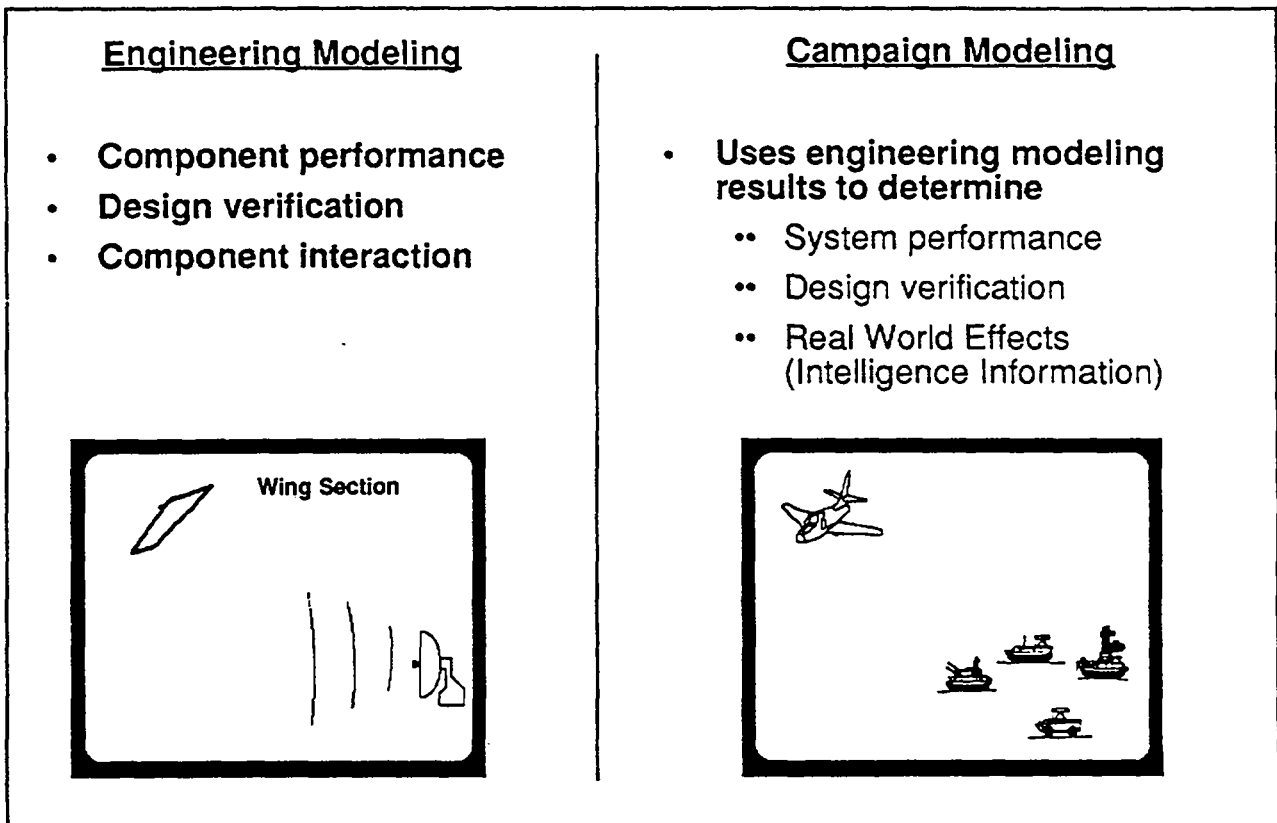 Engineering Modeling
• Component performance
• Design verification
• Component interaction
Wing Section
Campaign Modeling
• Uses engineering modeling
results to determine
•• System performance
•• Design verification
•• Real World Effects
(Intelligence Information)